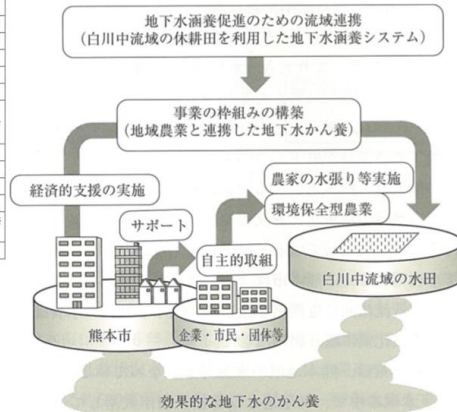 地下水涵養促進のための流域連携
(白川中流域の休耕田を利用した地下水涵養システム)
事業の枠組みの構築
(地域農業と連携した地下水かん養)
農家の水張り等実施
経済的支援の実施
環境保全型農業
サポート
自主的取組
白川中流域の水田
熊本市
企業・市民・団体等
効果的な地下水のかん養